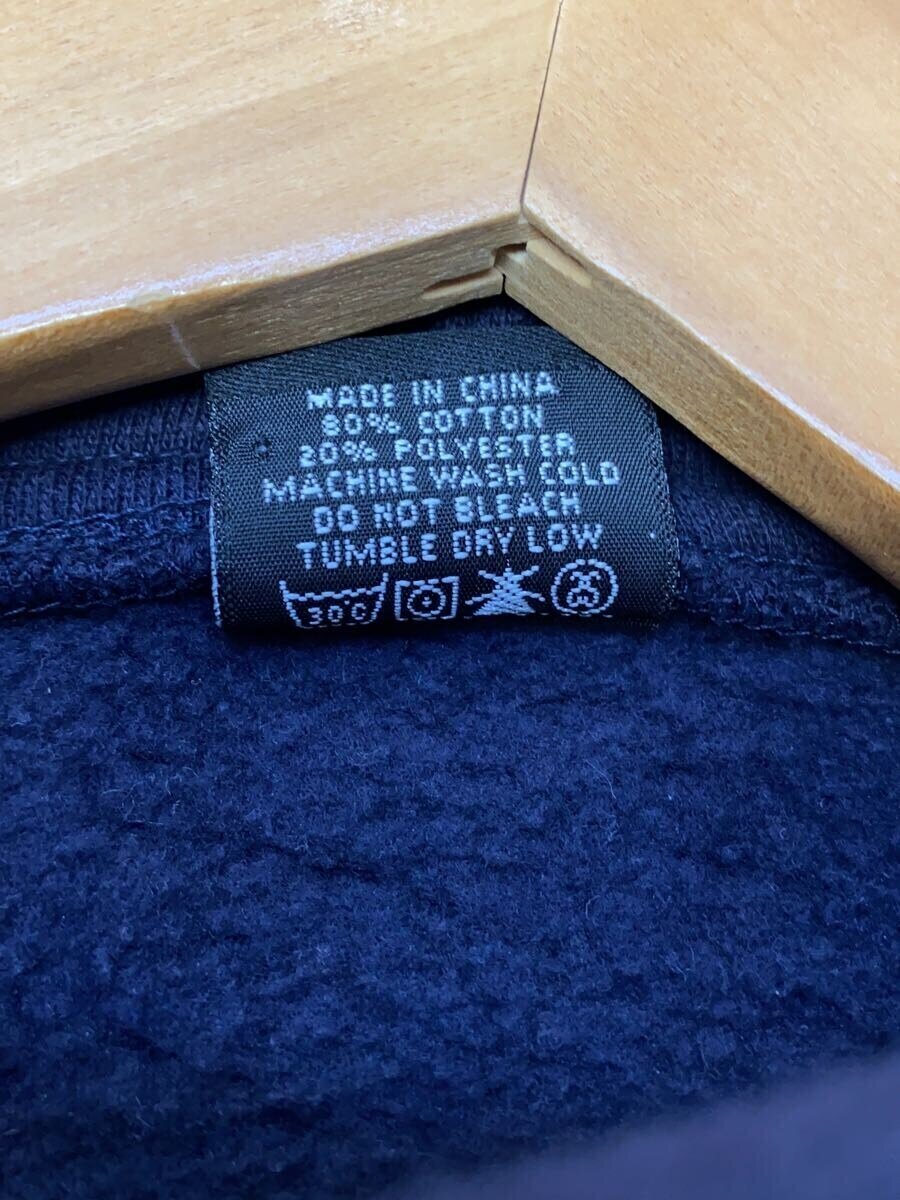 MADE IN CHINA
80% COTTON
20% POLYESTER
MACHINE WASH COLD
DO NOT BLEACH
TUMBLE DRY LOW
30°C